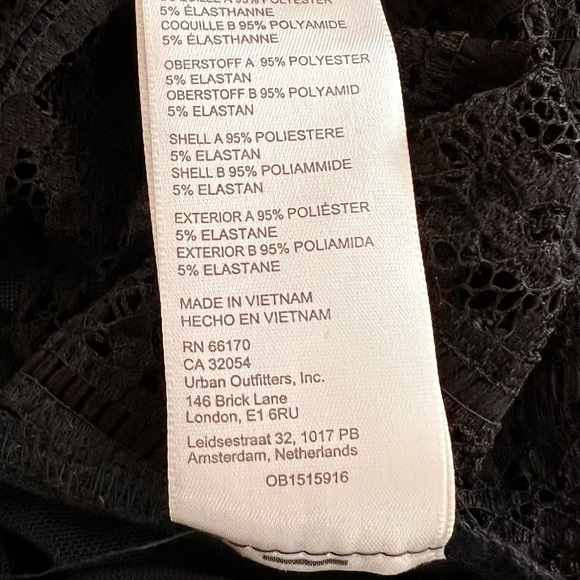 COQUILLE A 95% POLYESTER
5% ÉLASTHANNE
COQUILLE B 95% POLYAMIDE
5% ÉLASTHANNE
OBERSTOFF A 95% POLYESTER
5% ELASTAN
OBERSTOFF B 95% POLYAMID
5% ELASTAN
SHELL A 95% POLIESTERE
5% ELASTAN
SHELL B 95% POLIAMMIDE
5% ELASTAN
EXTERIOR A 95% POLIÉSTER
5% ELASTANE
EXTERIOR B 95% POLIAMIDA
5% ELASTANE
MADE IN VIETNAM
HECHO EN VIETNAM
RN 66170
CA 32054
Urban Outfitters, Inc.
146 Brick Lane
London, E1 6RU
Leidsestraat 32, 1017 PB
Amsterdam, Netherlands
OB1515916